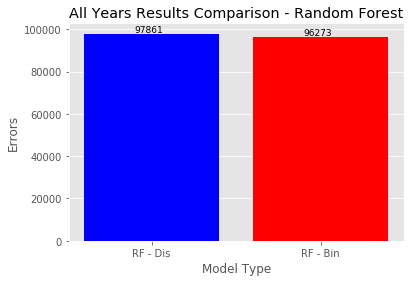 All Years Results Comparison - Random Forest
97861
96273
100000
80000
60000
40000
20000
0
Errors
RF - Dis
RF - Bin
Model Type